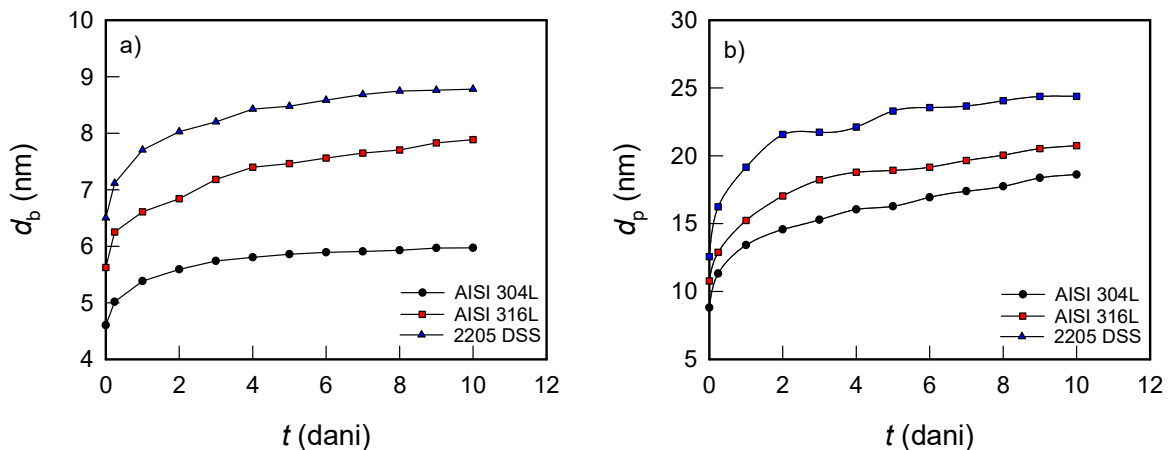 a)
10
9
8
7
6
5
4
d_b (nm)
0 2 4 6 8 10 12
t (dani)
AISI 304L
AISI 316L
2205 DSS
b)
30
25
20
15
10
5
d_p (nm)
0 2 4 6 8 10 12
t (dani)
AISI 304L
AISI 316L
2205 DSS